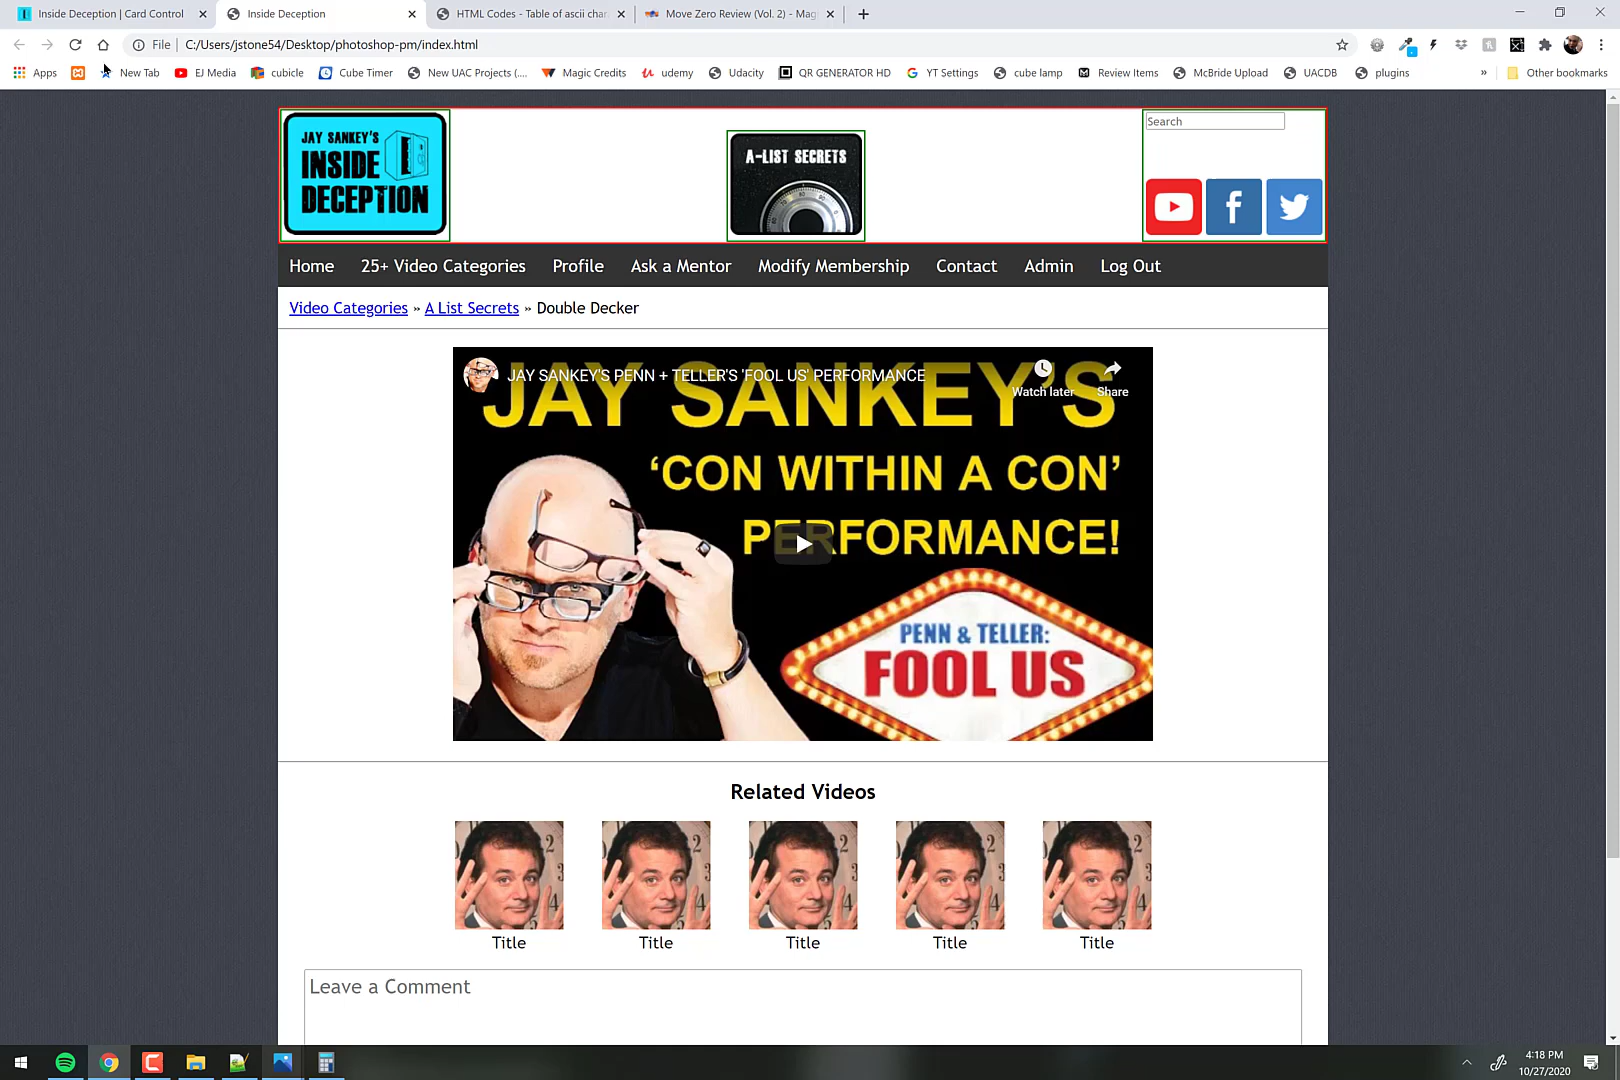 Inside Deception | Card Control
Inside Deception
HTML Codes - Table of ascii char
Move Zero Review (Vol. 2) - Mag
File
C:/Users/jstone54/Desktop/photoshop-pm/index.html
Apps
New Tab
EJ Media
cubicle
Cube Timer
New UAC Projects (....
Magic Credits
udemy
Udacity
QR GENERATOR HD
YT Settings
cube lamp
Review Items
McBride Upload
UACDB
plugins
»
Other bookmarks
JAY SANKEY'S
INSIDE
DECEPTION
A-LIST SECRETS
Search
Home
25+ Video Categories
Profile
Ask a Mentor
Modify Membership
Contact
Admin
Log Out
Video Categories » A List Secrets » Double Decker
JAY SANKEY'S PENN + TELLER'S 'FOOL US' PERFORMANCE
Watch later
Share
JAY SANKEY'S
‘CON WITHIN A CON’
PERFORMANCE!
PENN & TELLER:
FOOL US
Related Videos
Title
Title
Title
Title
Title
Leave a Comment
4:18 PM
10/27/2020